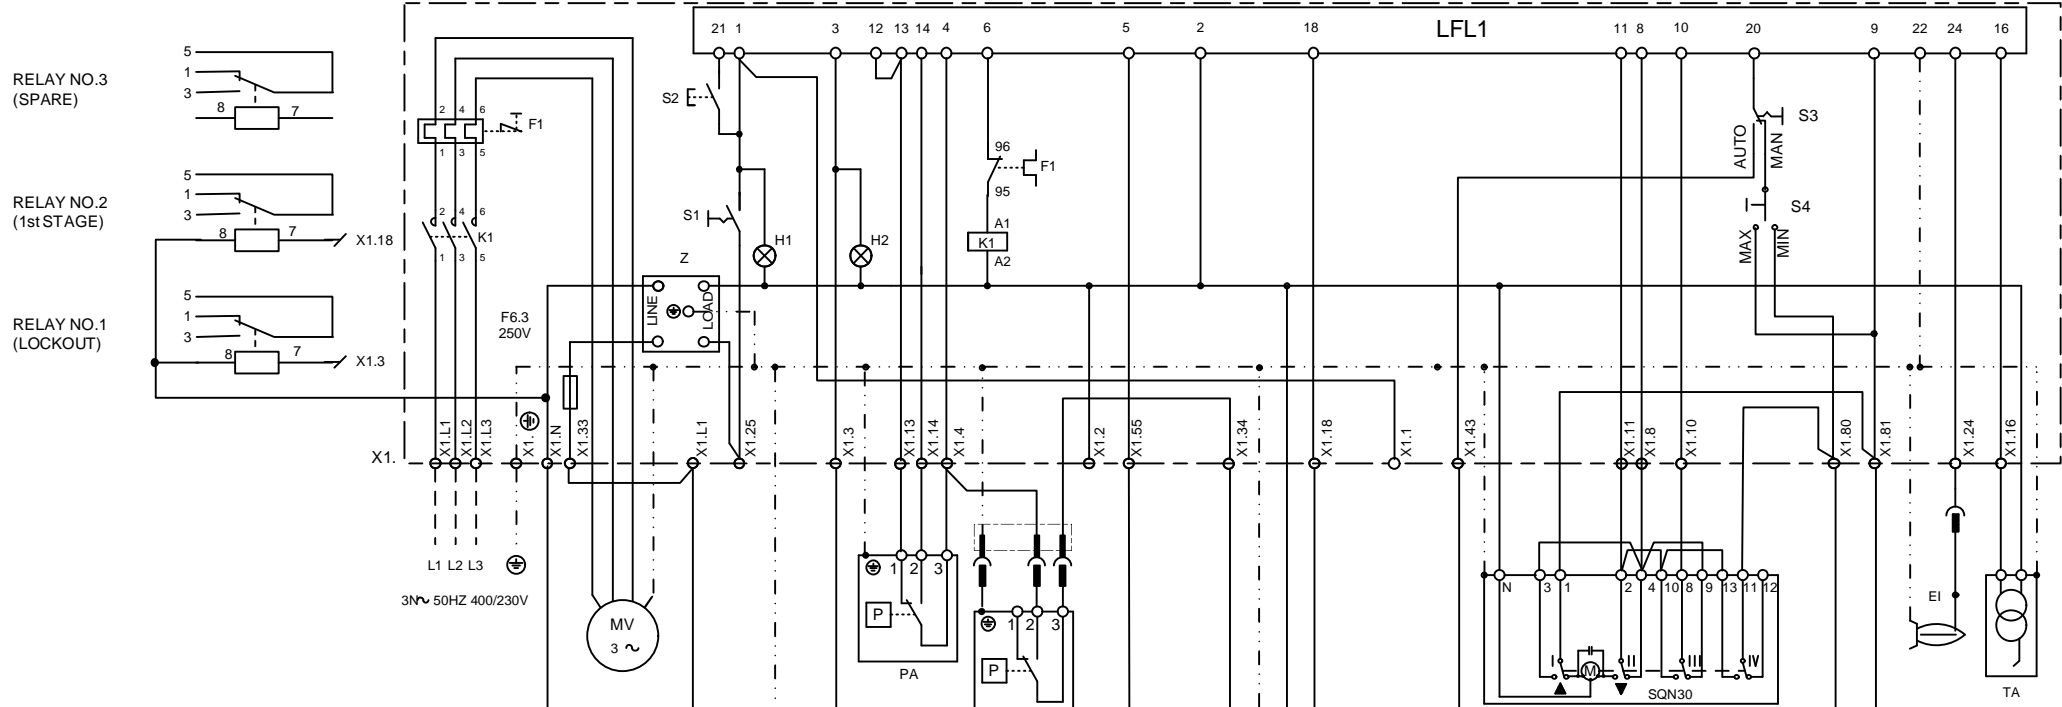 LFL1
21 1 3 12 13 14 4 6 5 2 18 11 8 10 20 9 22 24 16
RELAY NO.3
(SPARE)
5
1
3
8 7
RELAY NO.2
(1st STAGE)
5
1
3
8 7
X1.18
RELAY NO.1
(LOCKOUT)
5
1
3
8 7
X1.3
2 4 6
F1
1 3 5
2 4 6
K1
1 3 5
S2
S1
H1
H2
96
F1
95
A1
K1
A2
S3
AUTO
MAN
S4
MAX
MIN
Z
LINE
LOAD
F6.3
250V
X1.
X1.L1
X1.L2
X1.L3
X1.
X1.N
X1.33
X1.L1
X1.25
X1.3
X1.13
X1.14
X1.4
X1.2
X1.55
X1.34
X1.18
X1.1
X1.43
X1.11
X1.8
X1.10
X1.80
X1.81
X1.24
X1.16
L1 L2 L3
3N~ 50HZ 400/230V
MV
3 ~
1 2 3
P
PA
1 2 3
P
N 3 1 2 4 10 8 9 13 11 12
I II III IV
M
SQN30
EI
TA